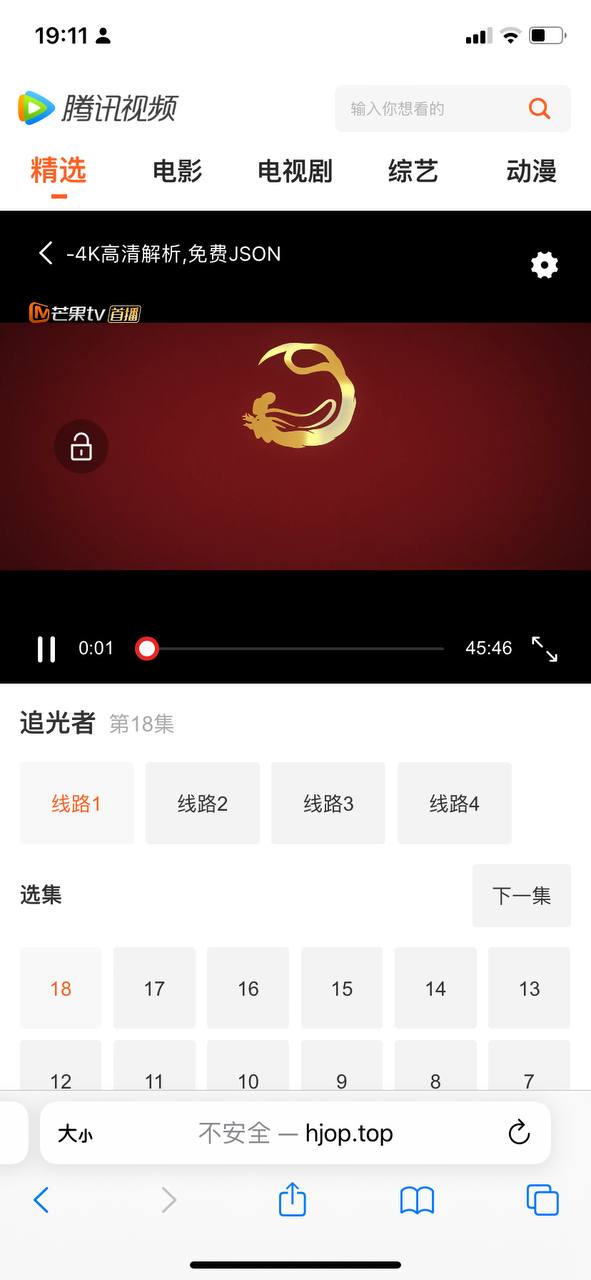 19:11
腾讯视频
输入你想看的
精选 电影 电视剧 综艺 动漫
-4K高清解析,免费JSON
芒果tv 首播
0:01 45:46
追光者 第18集
线路1 线路2 线路3 线路4
选集 下一集
18 17 16 15 14 13
12 11 10 9 8 7
大小 不安全 — hjop.top